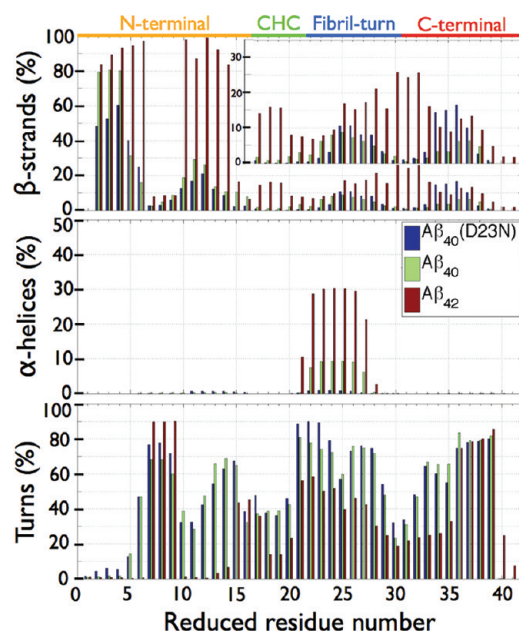 N-terminal CHC Fibril-turn C-terminal
β-strands (%)
100
80
60
40
20
0
30
20
10
0
α-helices (%)
50
40
30
20
10
0
Aβ40(D23N)
Aβ40
Aβ42
Turns (%)
100
80
60
40
20
0
0 5 10 15 20 25 30 35 40
Reduced residue number